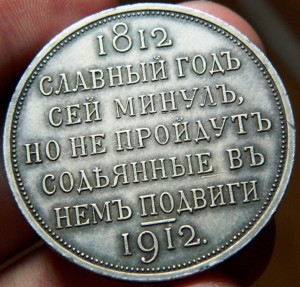 1812
СЛАВНЫЙ ГОДЪ
СЕЙ МИНУЛЪ,
НО НЕ ПРОЙДУТЪ
СОДѢЯННЫЕ ВЪ
НЕМЪ ПОДВИГИ
1912.